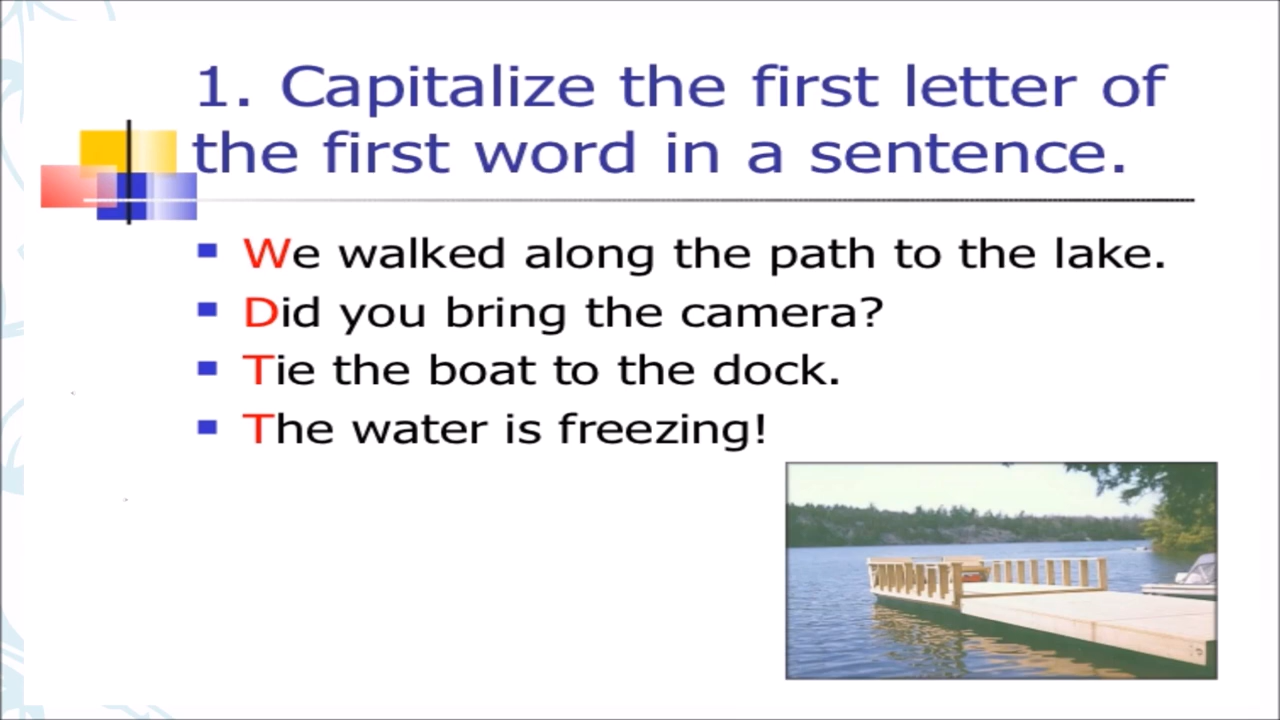 1. Capitalize the first letter of
the first word in a sentence.
We walked along the path to the lake.
Did you bring the camera?
Tie the boat to the dock.
The water is freezing!